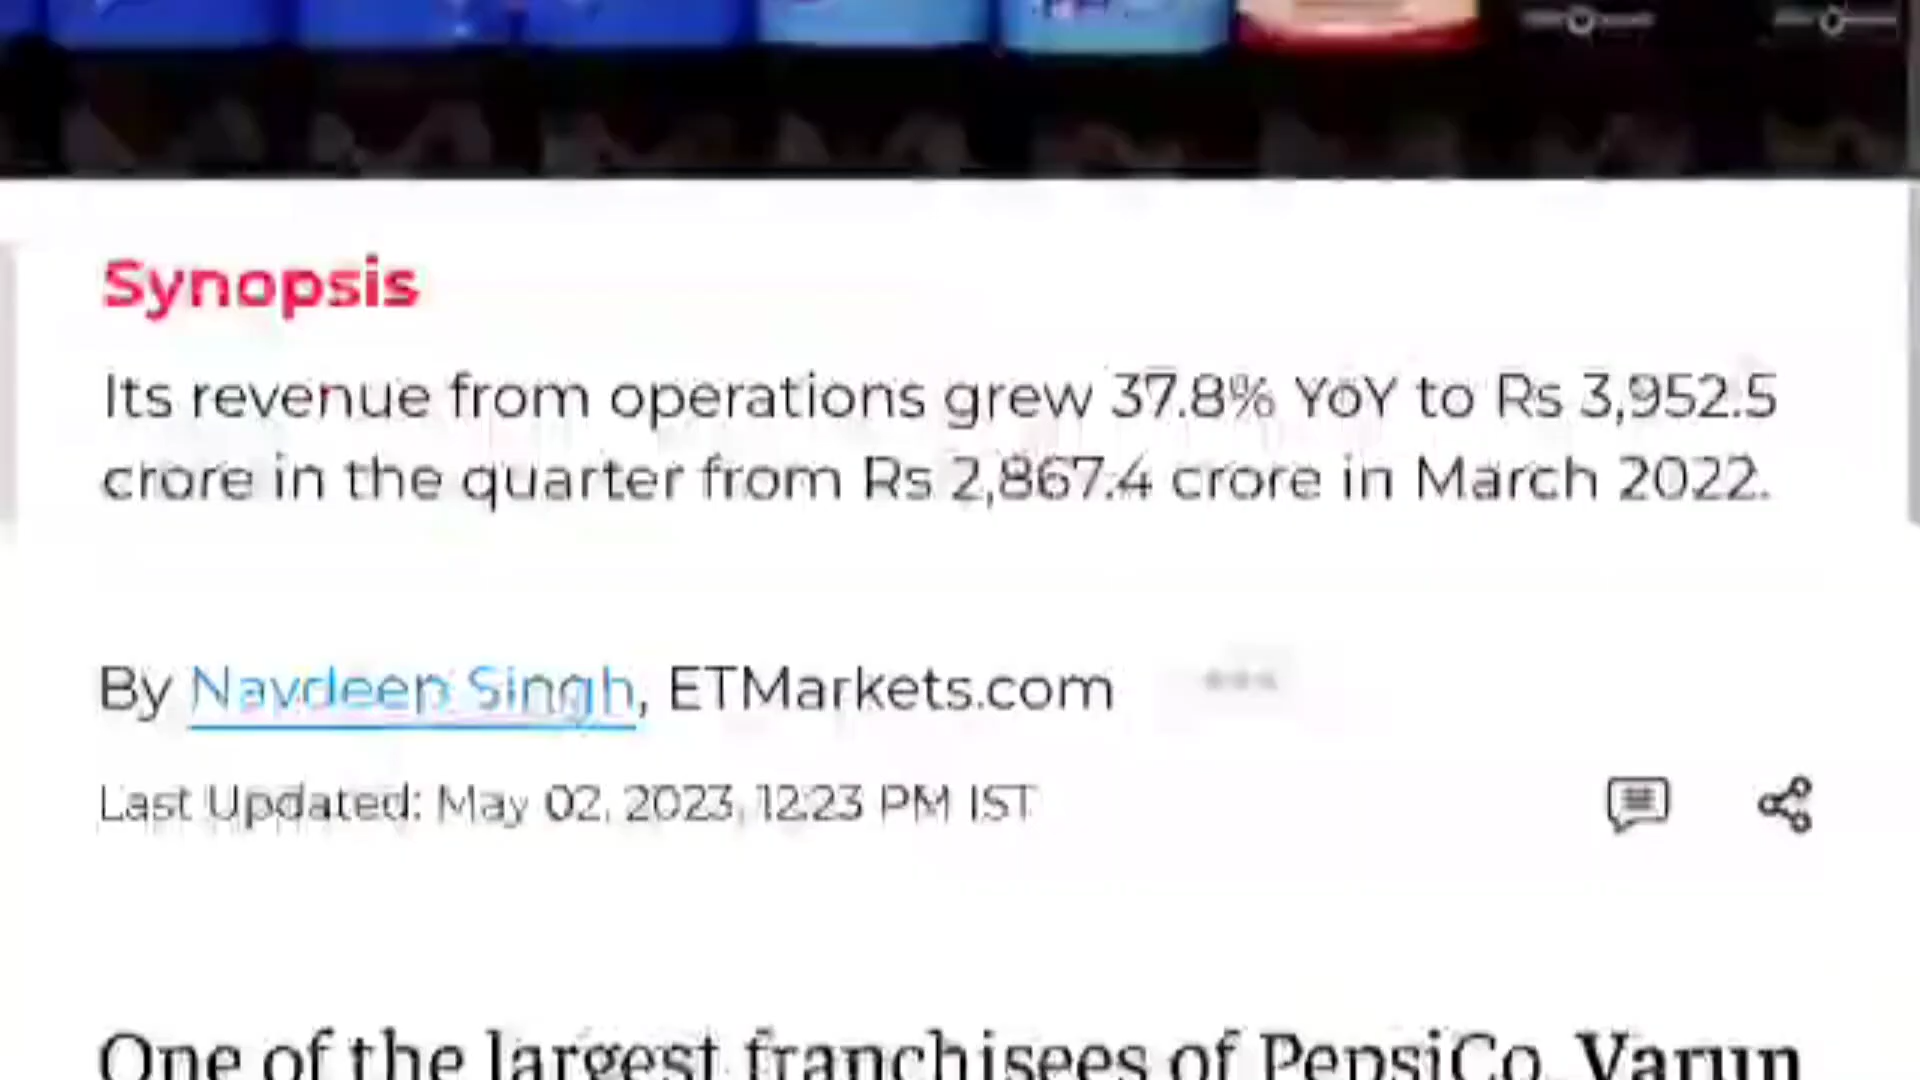 Synopsis
Its revenue from operations grew 37.8% YoY to Rs 3,952.5
crore in the quarter from Rs 2,867.4 crore in March 2022.
By Navdeep Singh, ETMarkets.com
Last Updated: May 02, 2023, 12:23 PM IST
One of the largest franchisees of PepsiCo, Varun